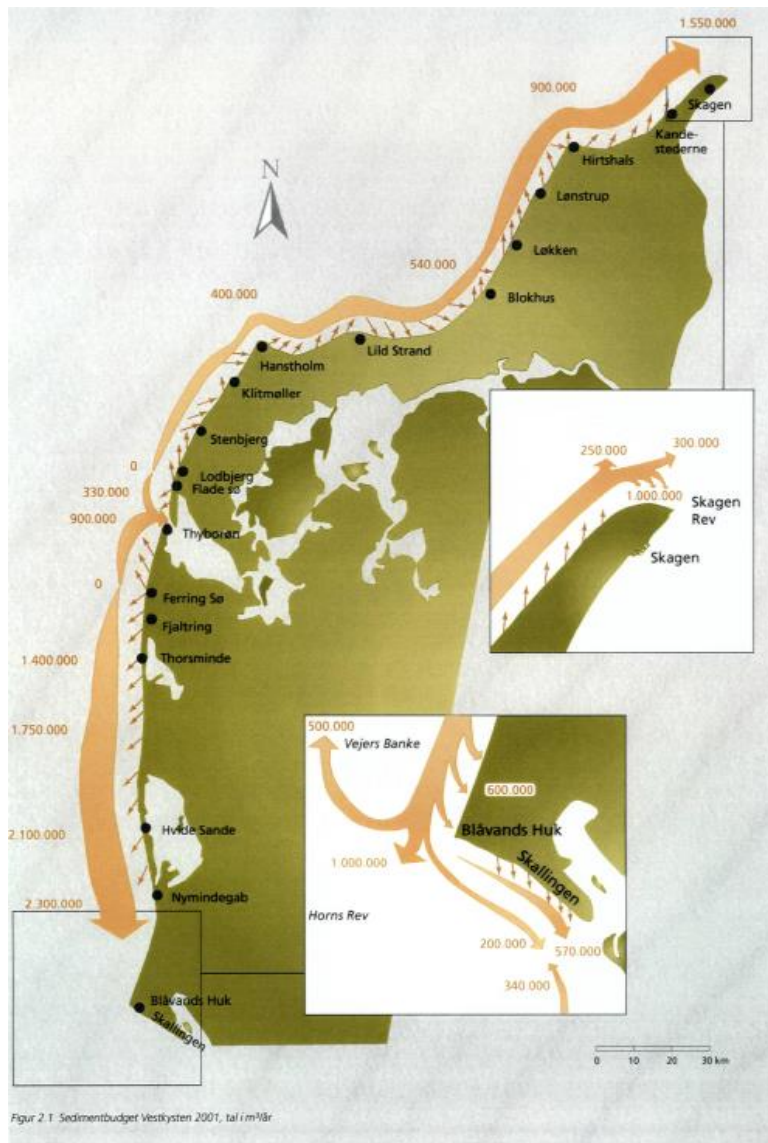 1.550.000
900.000
Skagen
Kande-
stederne
Hirtshals
N
Lønstrup
Løkken
540.000
400.000
Blokhus
Lild Strand
Hanstholm
Klitmøller
Stenbjerg
0
Lodbjerg
330.000
Flade sø
900.000
Thyborøn
0
Ferring Sø
Fjaltring
1.400.000
Thorsminde
1.750.000
2.100.000
Hvide Sande
2.300.000
Nymindegab
Blåvands Huk
Skallingen
250.000
300.000
1.000.000
Skagen
Rev
Skagen
500.000
Vejers Banke
600.000
Blåvands Huk
1 000.000
Skallingen
Horns Rev
200.000
570.000
340.000
0 10 20 30 km
Figur 2.1 Sedimentbudget Vestkysten 2001, tal i m³/år